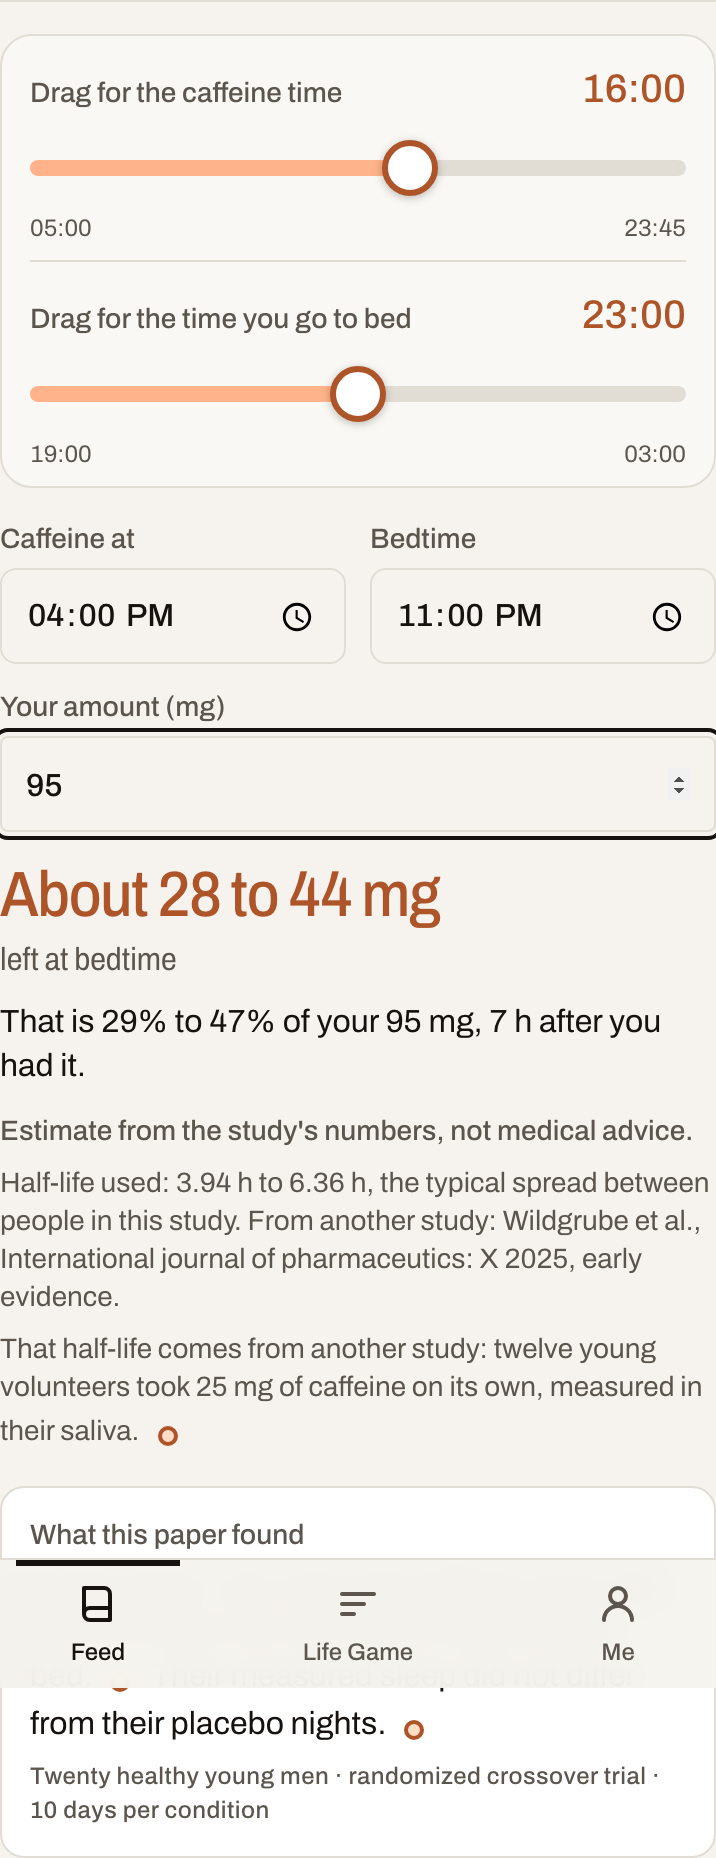 Drag for the caffeine time
16:00
05:00
23:45
Drag for the time you go to bed
23:00
19:00
03:00
Caffeine at
Bedtime
04:00 PM
11:00 PM
Your amount (mg)
95
About 28 to 44 mg
left at bedtime
That is 29% to 47% of your 95 mg, 7 h after you
had it.
Estimate from the study's numbers, not medical advice.
Half-life used: 3.94 h to 6.36 h, the typical spread between
people in this study. From another study: Wildgrube et al.,
International journal of pharmaceutics: X 2025, early
evidence.
That half-life comes from another study: twelve young
volunteers took 25 mg of caffeine on its own, measured in
their saliva.
What this paper found
Feed
Life Game
Me
bed. Their measured sleep did not differ
from their placebo nights.
Twenty healthy young men · randomized crossover trial ·
10 days per condition